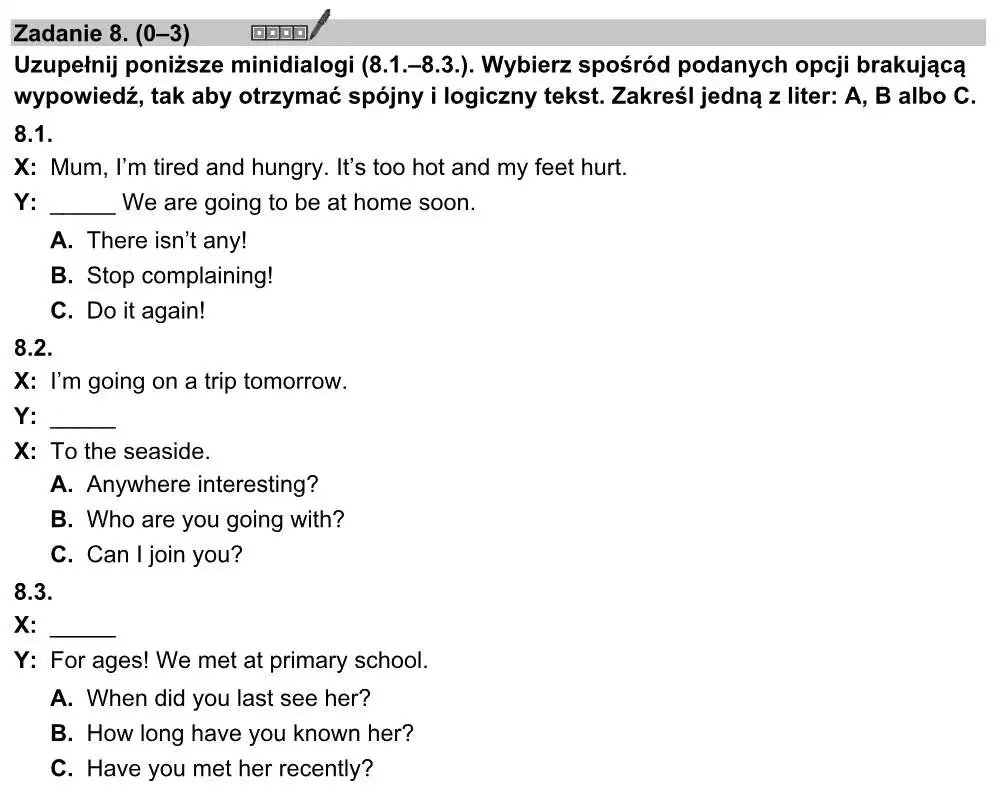 Zadanie 8. (0–3)
Uzupełnij poniższe minidialogi (8.1.–8.3.). Wybierz spośród podanych opcji brakującą
wypowiedź, tak aby otrzymać spójny i logiczny tekst. Zakreśl jedną z liter: A, B albo C.
8.1.
X: Mum, I’m tired and hungry. It’s too hot and my feet hurt.
Y: _____ We are going to be at home soon.
A. There isn’t any!
B. Stop complaining!
C. Do it again!
8.2.
X: I’m going on a trip tomorrow.
Y: _____
X: To the seaside.
A. Anywhere interesting?
B. Who are you going with?
C. Can I join you?
8.3.
X: _____
Y: For ages! We met at primary school.
A. When did you last see her?
B. How long have you known her?
C. Have you met her recently?